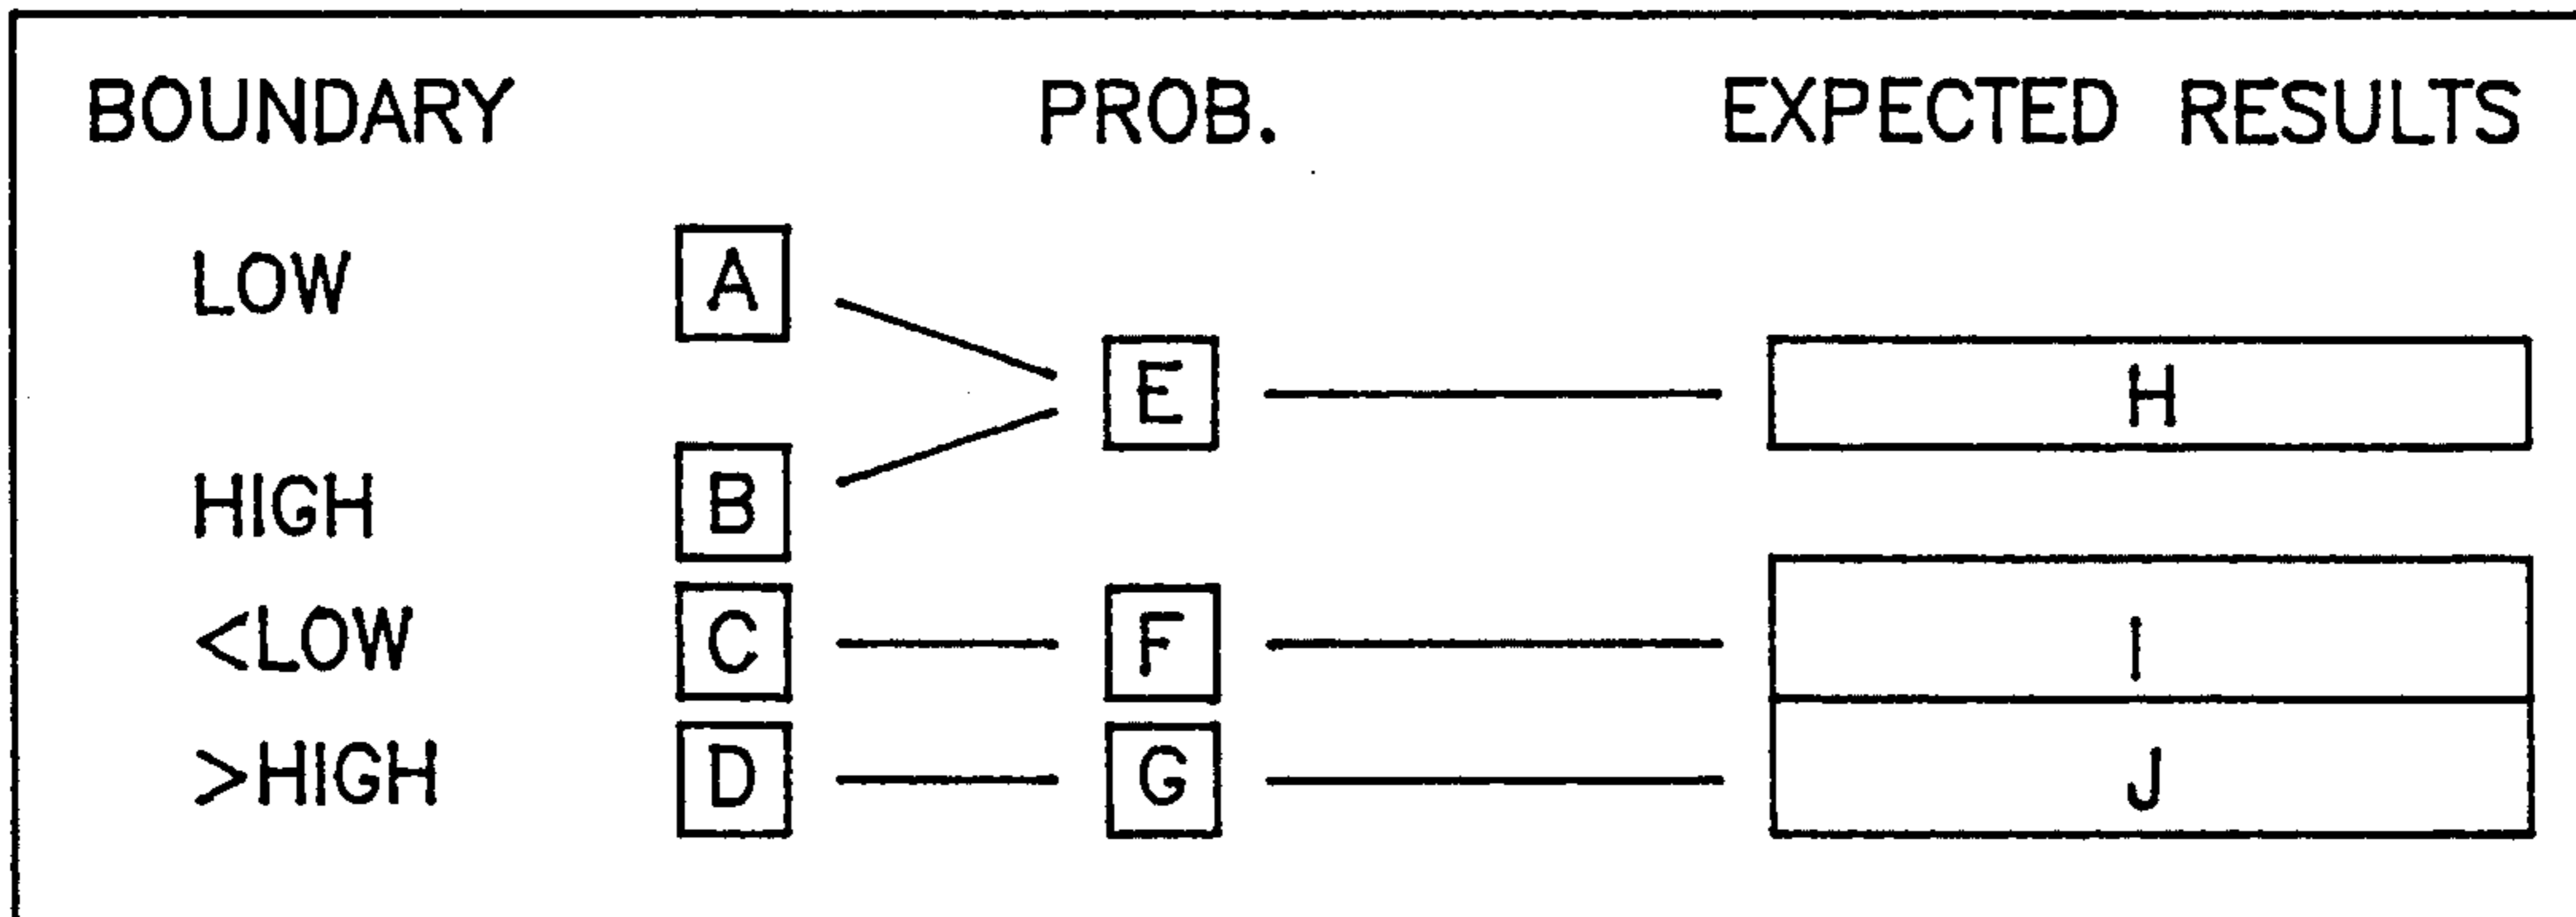 BOUNDARY PROB. EXPECTED RESULTS
LOW A
E H
HIGH B
<LOW C F I
>HIGH D G J